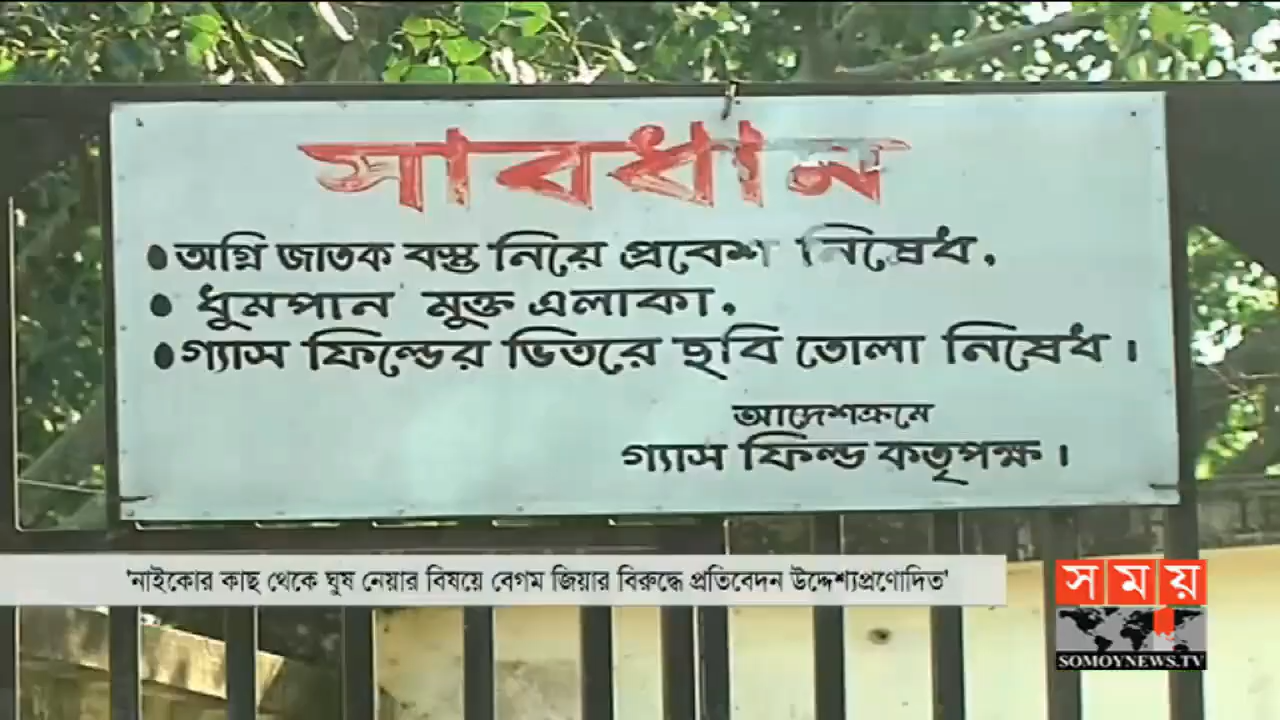 সাবধান
● অগ্নি জাতক বস্তু নিয়ে প্রবেশ নিষেধ.
● ধুমপান মুক্ত এলাকা.
● গ্যাস ফিল্ডের ভিতরে ছবি তোলা নিষেধ।
আদেশক্রমে
গ্যাস ফিল্ড কতৃপক্ষ।
'নাইকোর কাছ থেকে ঘুষ নেয়ার বিষয়ে বেগম জিয়ার বিরুদ্ধে প্রতিবেদন উদ্দেশ্যপ্রণোদিত'
সময়
SOMOYNEWS.TV